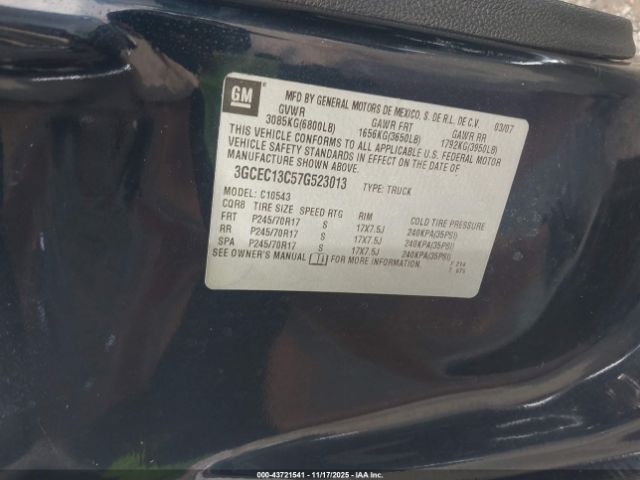 GM
MFD BY GENERAL MOTORS DE MEXICO, S. DE R.L. DE C.V. 03/07
GVWR GAWR FRT GAWR RR
3085KG(6800LB) 1656KG(3650LB) 1792KG(3950LB)
THIS VEHICLE CONFORMS TO ALL APPLICABLE U.S. FEDERAL MOTOR
VEHICLE SAFETY STANDARDS IN EFFECT ON THE DATE OF
MANUFACTURE SHOWN ABOVE.
3GCEC13C57G523013 TYPE: TRUCK
MODEL: C10543
CQR8 TIRE SIZE SPEED RTG RIM COLD TIRE PRESSURE
FRT P245/70R17 S 17X7.5J 240KPA(35PSI)
RR P245/70R17 S 17X7.5J 240KPA(35PSI)
SPA P245/70R17 S 17X7.5J 240KPA(35PSI)
SEE OWNER'S MANUAL FOR MORE INFORMATION.
000-43721541 - 11/17/2025 - IAA Inc.